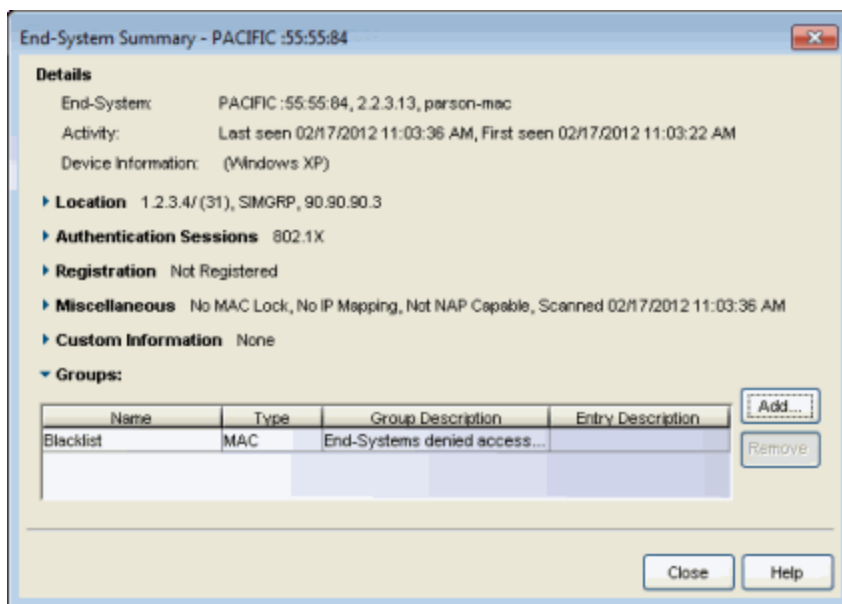 End-System Summary - PACIFIC :55:55:84
Details
End-System: PACIFIC :55:55:84, 2.2.3.13, parson-mac
Activity: Last seen 02/17/2012 11:03:36 AM, First seen 02/17/2012 11:03:22 AM
Device Information: (Windows XP)
Location 1.2.3.4/ (31), SIMGRP, 90.90.90.3
Authentication Sessions 802.1X
Registration Not Registered
Miscellaneous No MAC Lock, No IP Mapping, Not NAP Capable, Scanned 02/17/2012 11:03:36 AM
Custom Information None
Groups:
Name Type Group Description Entry Description
Blacklist MAC End-Systems denied access...
Add...
Remove
Close Help